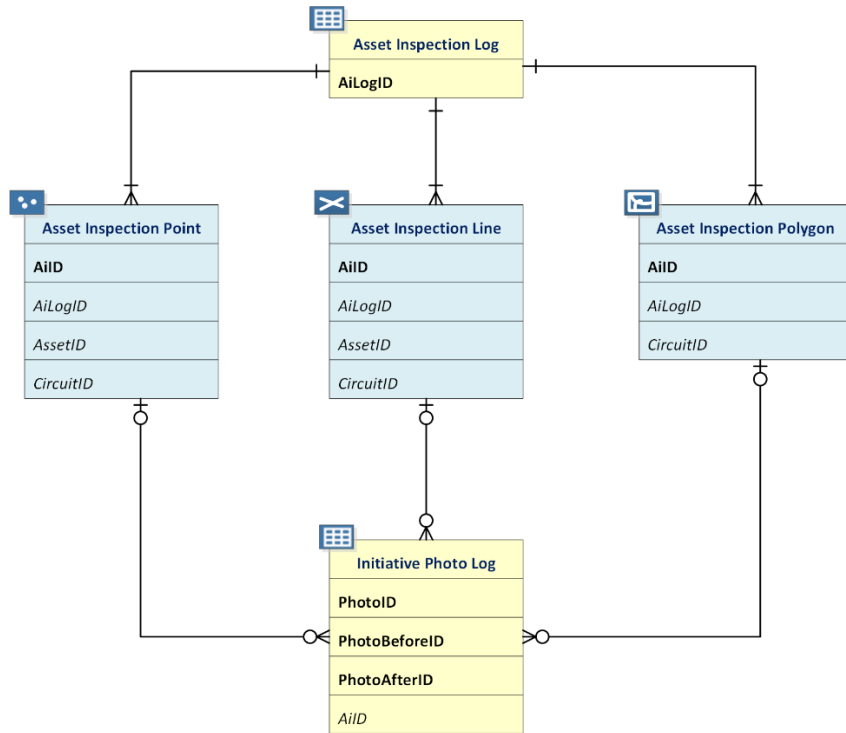 Asset Inspection Log
AiLogID
Asset Inspection Point
AiID
AiLogID
AssetID
CircuitID
Asset Inspection Line
AiID
AiLogID
AssetID
CircuitID
Asset Inspection Polygon
AiID
AiLogID
CircuitID
Initiative Photo Log
PhotoID
PhotoBeforeID
PhotoAfterID
AiID